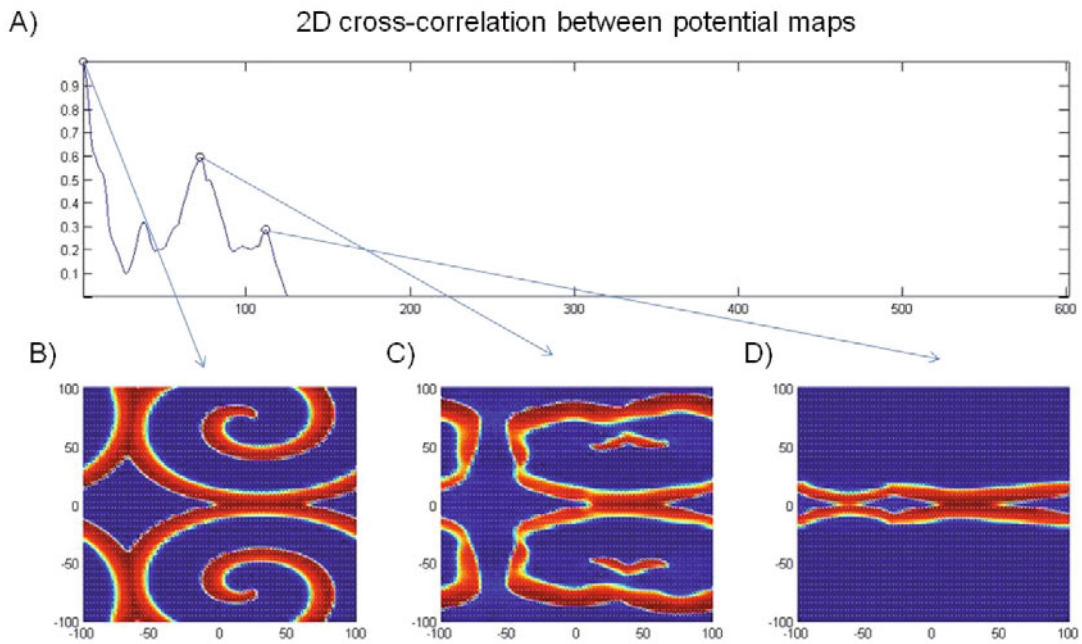 A)
2D cross-correlation between potential maps
0.9
0.8
0.7
0.6
0.5
0.4
0.3
0.2
0.1
100 200 300 400 500 600
B) C) D)
100 100 100
50 50 50
0 0 0
-50 -50 -50
-100 -100 -100
-100 -50 0 50 100 -100 -50 0 50 100 -100 -50 0 50 100